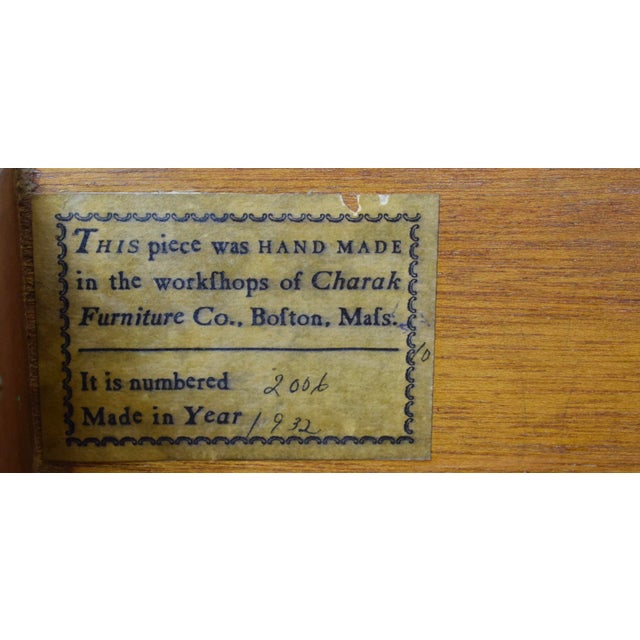 THIS piece was HAND MADE
in the workſhops of Charak
Furniture Co., Boſton, Maſs.
10
It is numbered 2006
Made in Year 1932